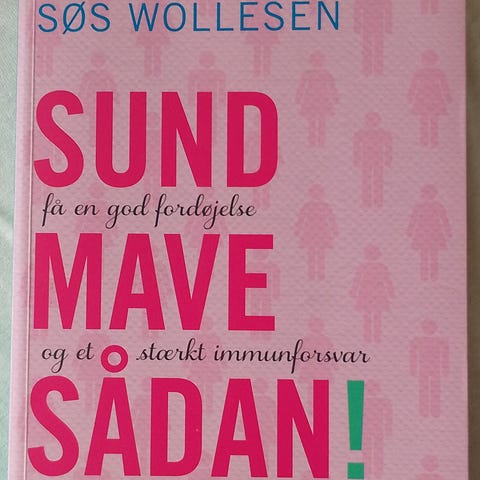 SØS WOLLESEN
SUND
få en god fordøjelse
MAVE
og et stærkt immunforsvar
SÅDAN!